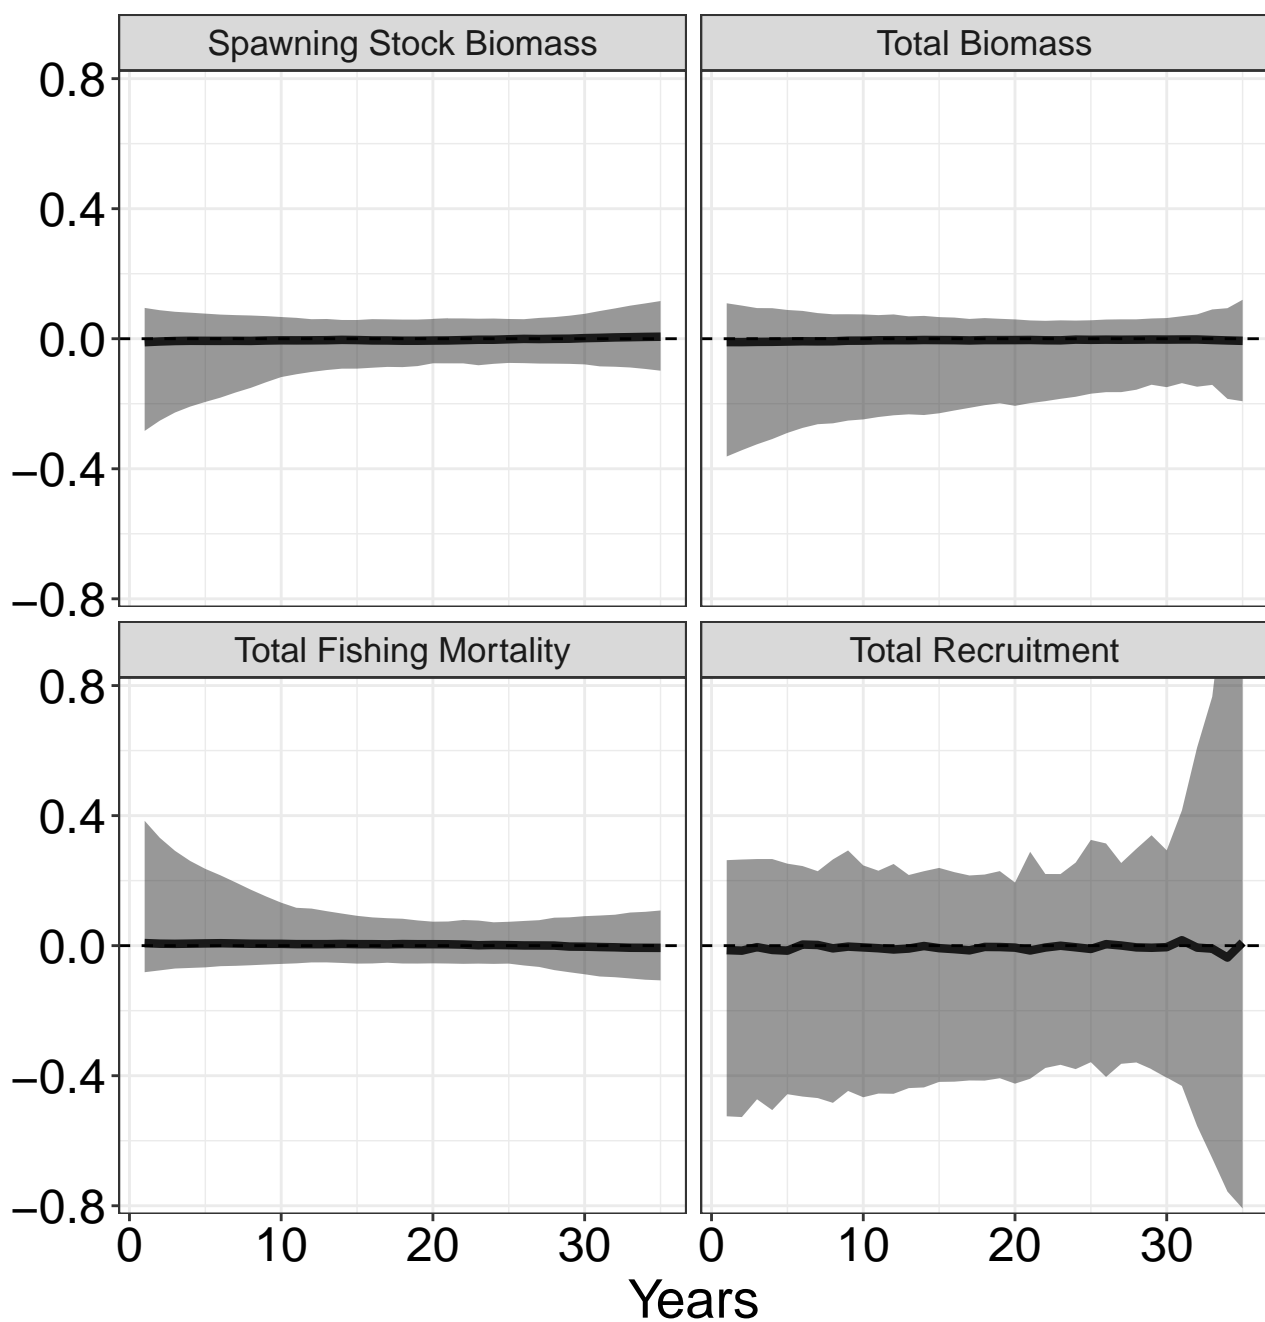 Spawning Stock Biomass
Total Biomass
0.8
0.4
0.0
−0.4
−0.8
Total Fishing Mortality
Total Recruitment
0.8
0.4
0.0
−0.4
−0.8
0 10 20 30
0 10 20 30
Years